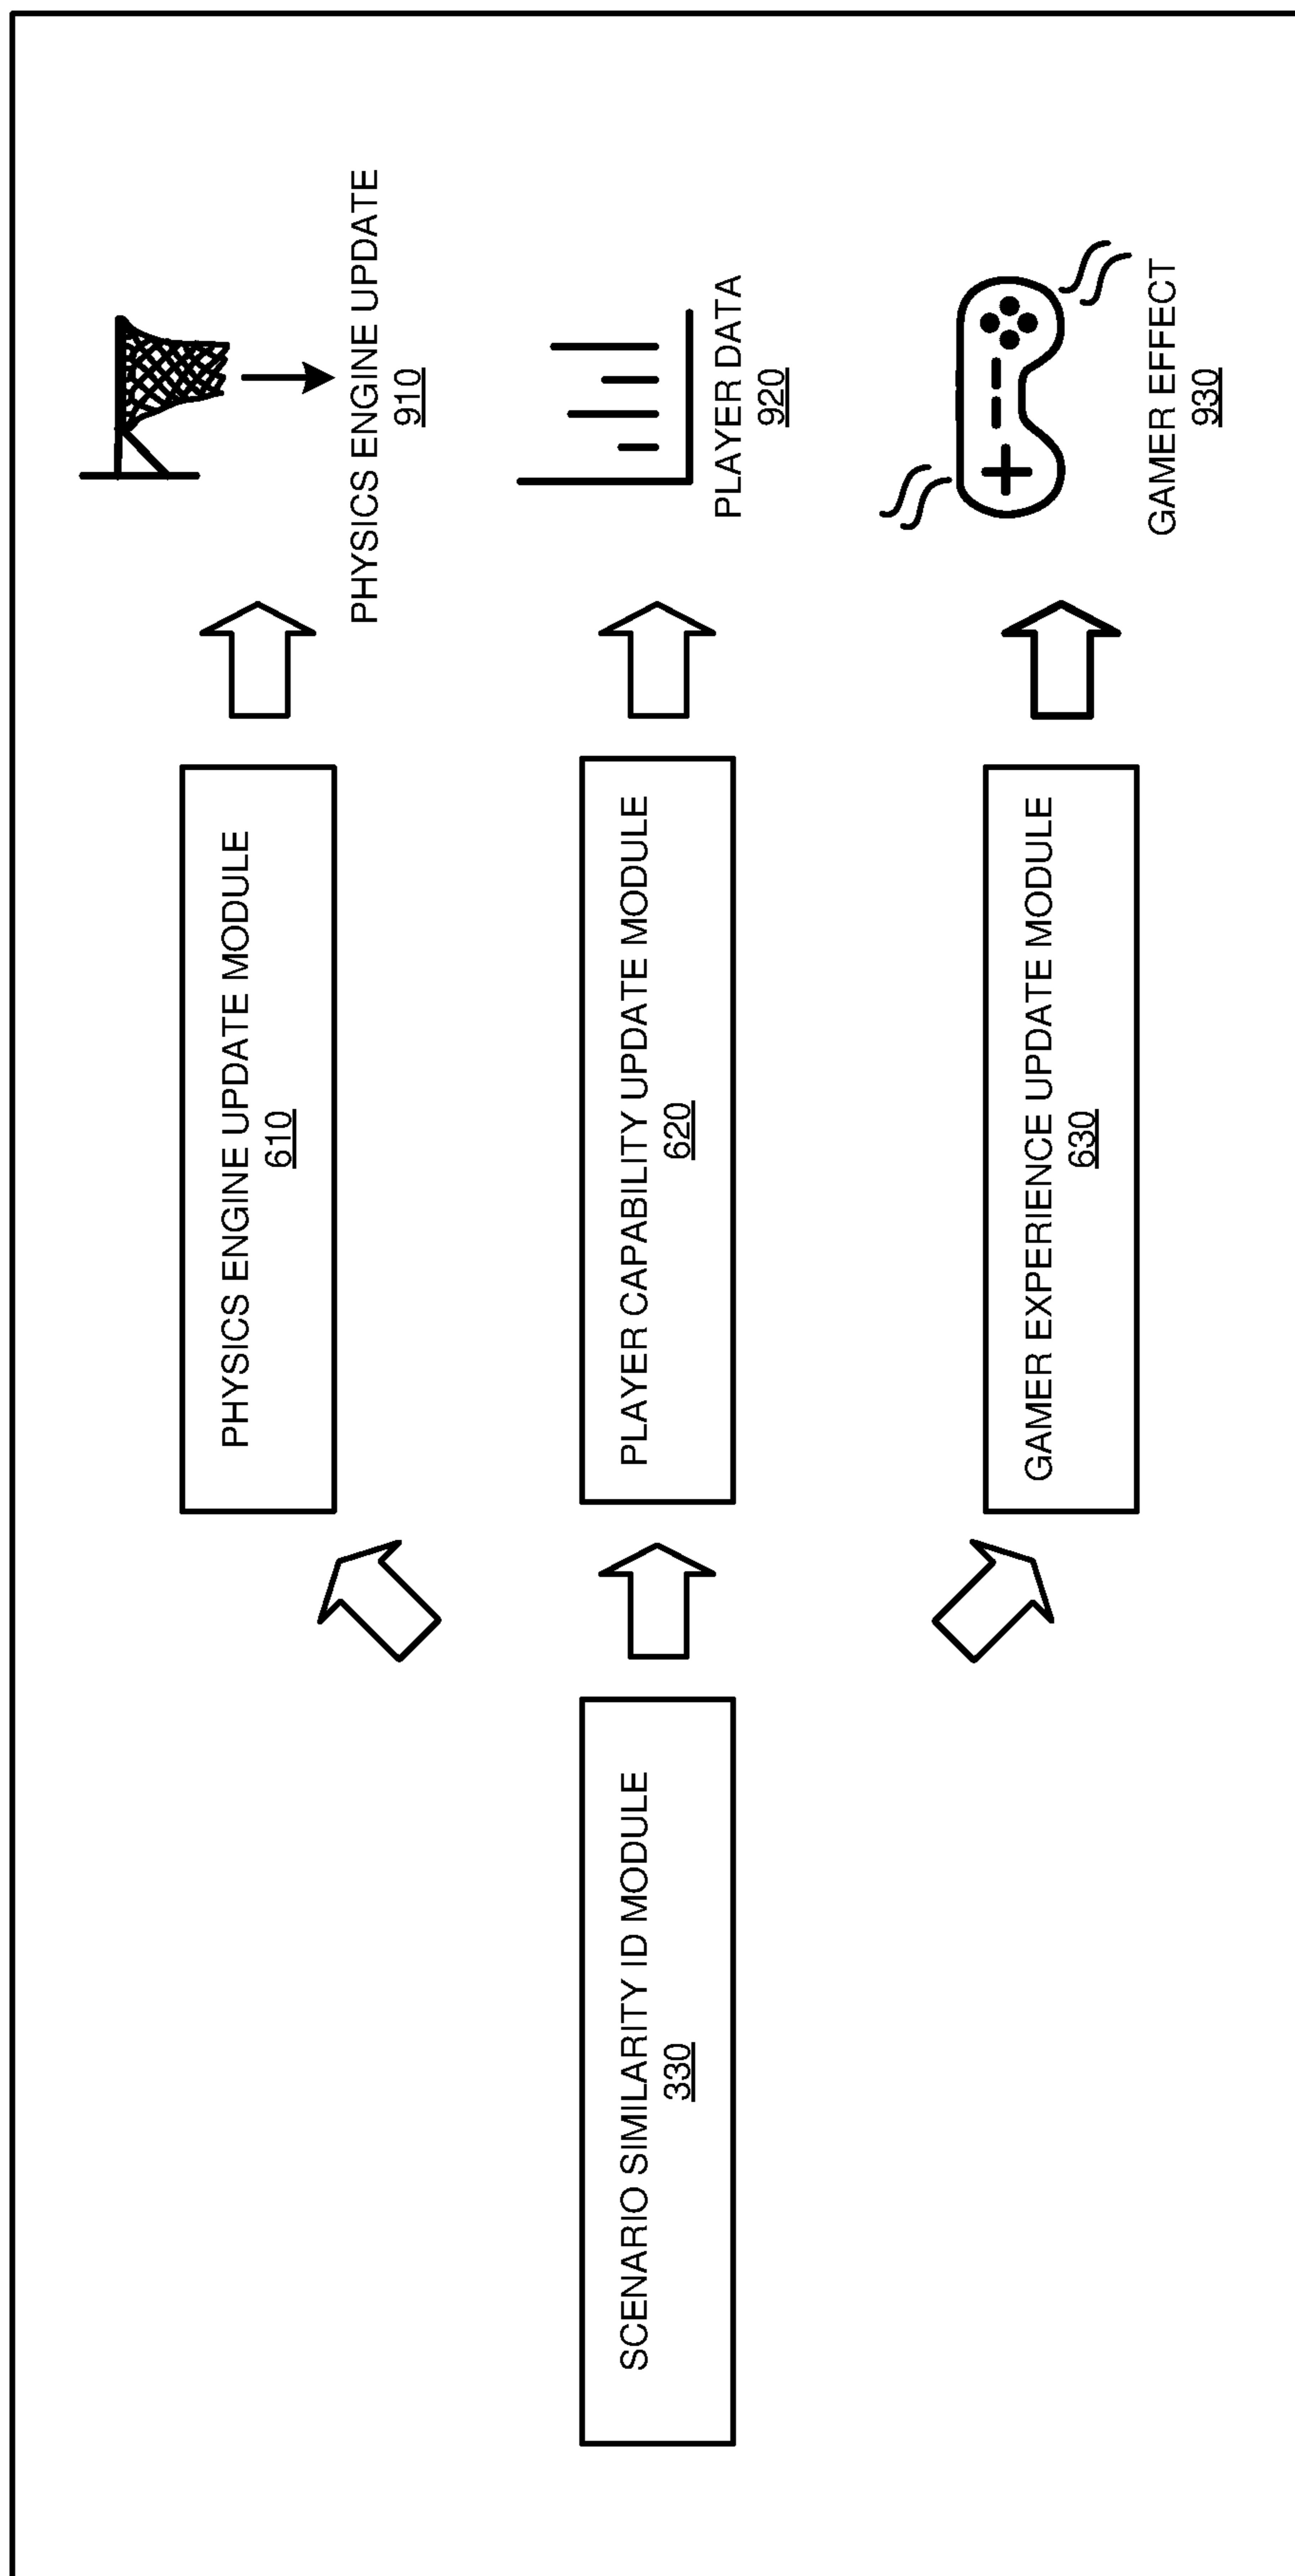 SCENARIO SIMILARITY ID MODULE
330
PHYSICS ENGINE UPDATE MODULE
610
PHYSICS ENGINE UPDATE
910
PLAYER CAPABILITY UPDATE MODULE
620
PLAYER DATA
920
GAMER EXPERIENCE UPDATE MODULE
630
GAMER EFFECT
930